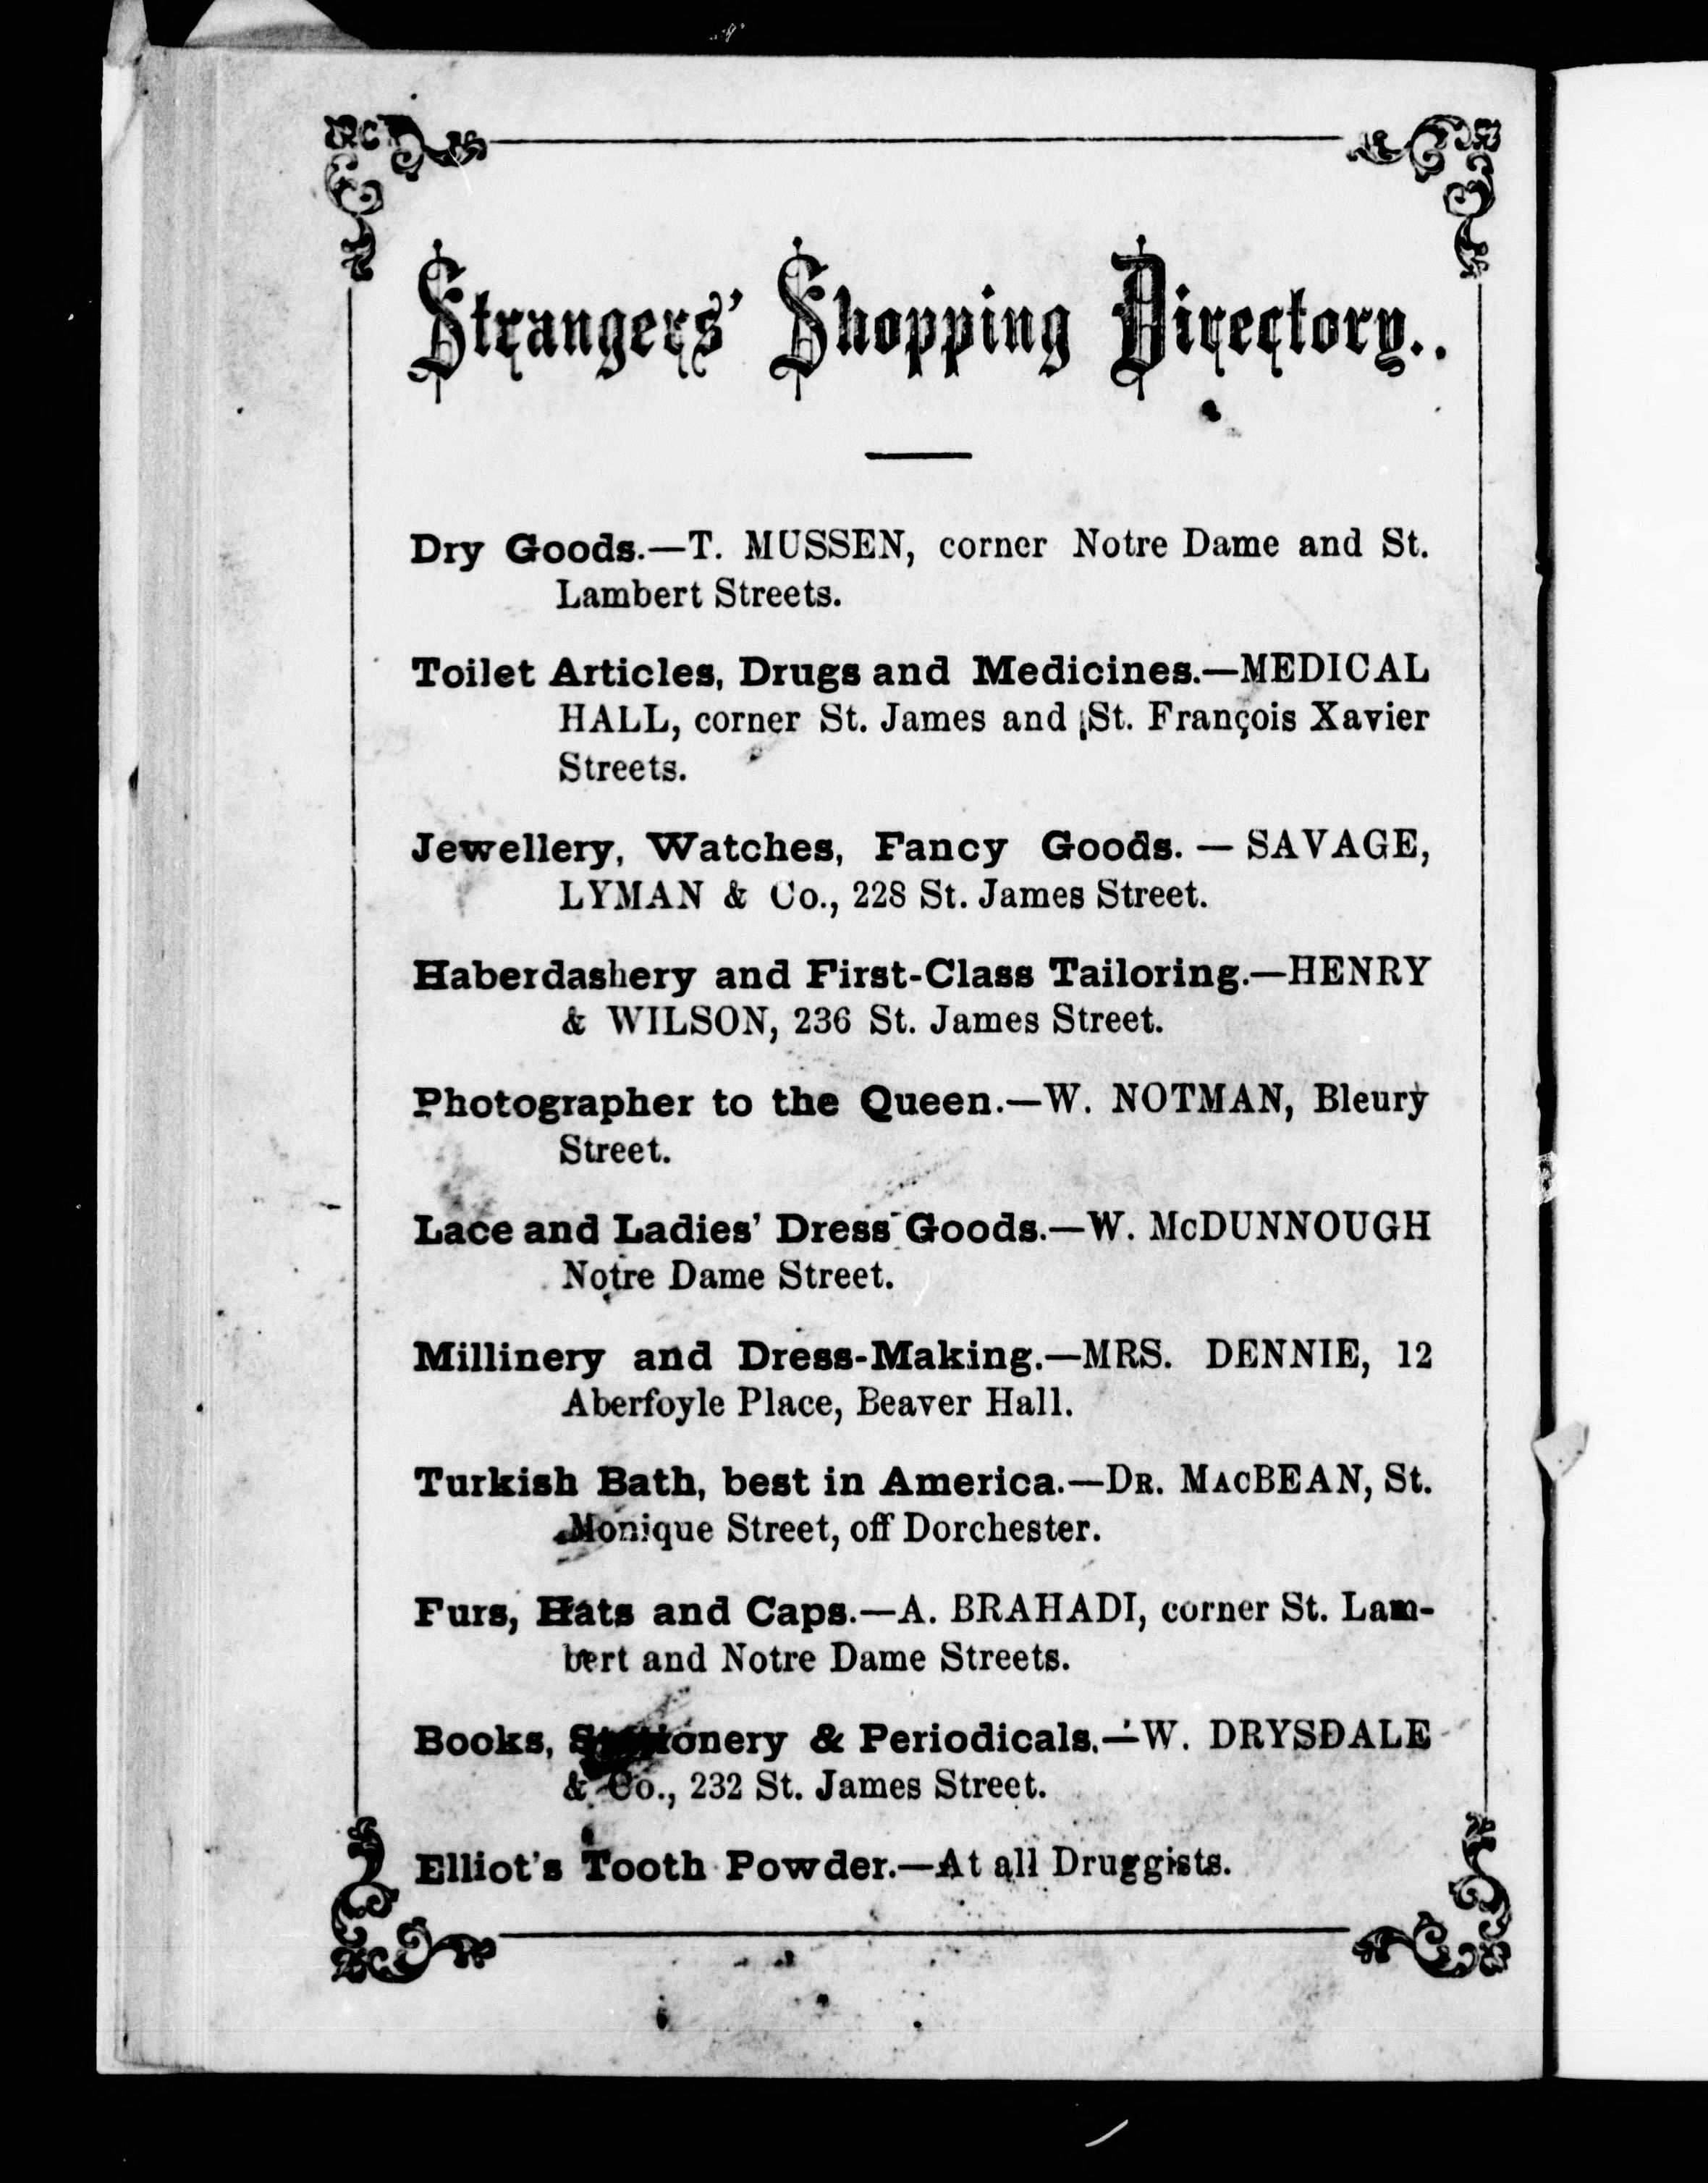 Strangers' Shopping Directory..
Dry Goods.—T. MUSSEN, corner Notre Dame and St.
Lambert Streets.
Toilet Articles, Drugs and Medicines.—MEDICAL
HALL, corner St. James and St. François Xavier
Streets.
Jewellery, Watches, Fancy Goods. — SAVAGE,
LYMAN & Co., 228 St. James Street.
Haberdashery and First-Class Tailoring.—HENRY
& WILSON, 236 St. James Street.
Photographer to the Queen.—W. NOTMAN, Bleury
Street.
Lace and Ladies' Dress Goods.—W. McDUNNOUGH
Notre Dame Street.
Millinery and Dress-Making.—MRS. DENNIE, 12
Aberfoyle Place, Beaver Hall.
Turkish Bath, best in America.—DR. MACBEAN, St.
Monique Street, off Dorchester.
Furs, Hats and Caps.—A. BRAHADI, corner St. Lam-
bert and Notre Dame Streets.
Books, Stationery & Periodicals.—W. DRYSDALE
& Co., 232 St. James Street.
Elliot's Tooth Powder.—At all Druggists.